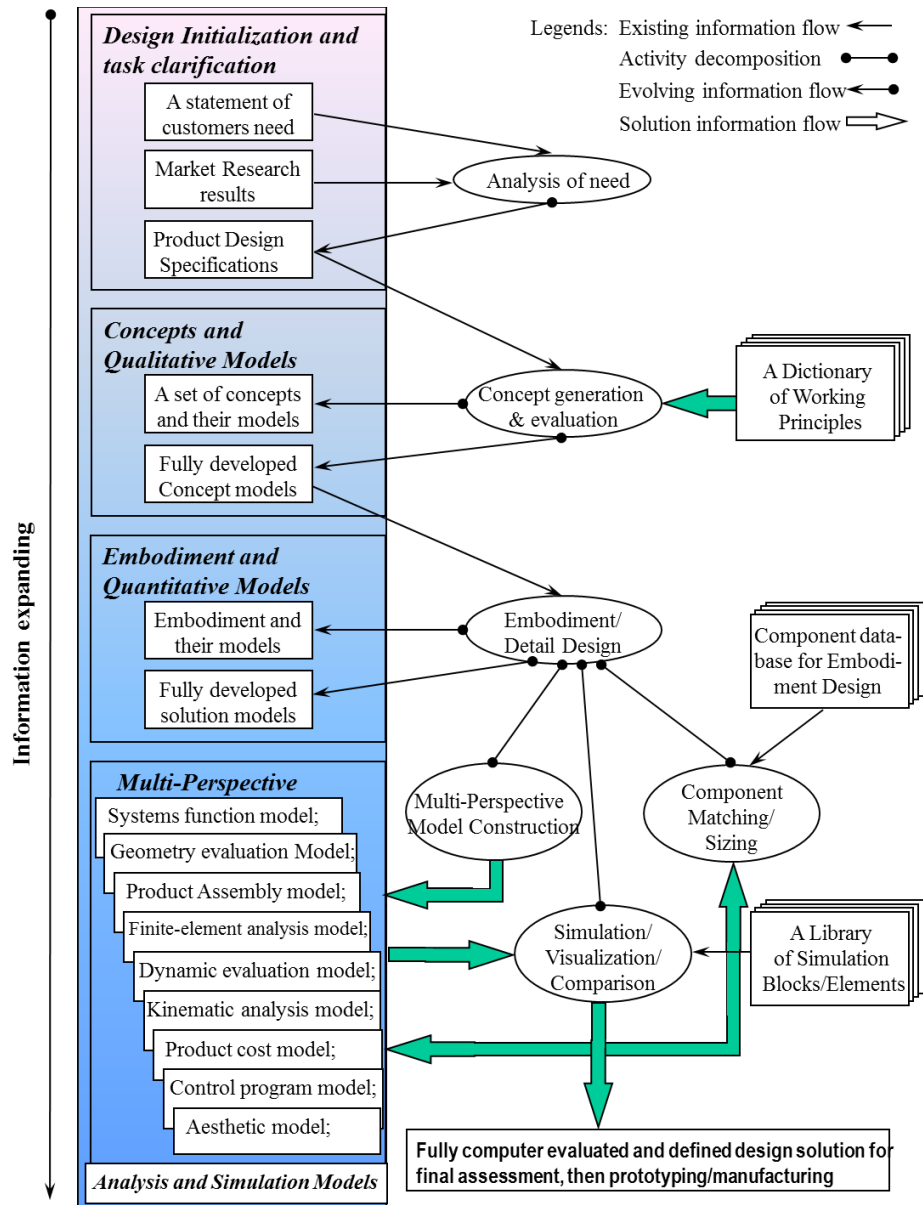 Design Initialization and
task clarification
A statement of
customers need
Market Research
results
Product Design
Specifications
Legends: Existing information flow
Activity decomposition
Evolving information flow
Solution information flow
Analysis of need
Concepts and
Qualitative Models
A set of concepts
and their models
Fully developed
Concept models
Concept generation
& evaluation
A Dictionary
of Working
Principles
Information expanding
Embodiment and
Quantitative Models
Embodiment and
their models
Fully developed
solution models
Embodiment/
Detail Design
Component data-
base for Embodi-
ment Design
Multi-Perspective
Systems function model;
Geometry evaluation Model;
Product Assembly model;
Finite-element analysis model;
Dynamic evaluation model;
Kinematic analysis model;
Product cost model;
Control program model;
Aesthetic model;
Analysis and Simulation Models
Multi-Perspective
Model Construction
Component
Matching/
Sizing
Simulation/
Visualization/
Comparison
A Library
of Simulation
Blocks/Elements
Fully computer evaluated and defined design solution for
final assessment, then prototyping/manufacturing